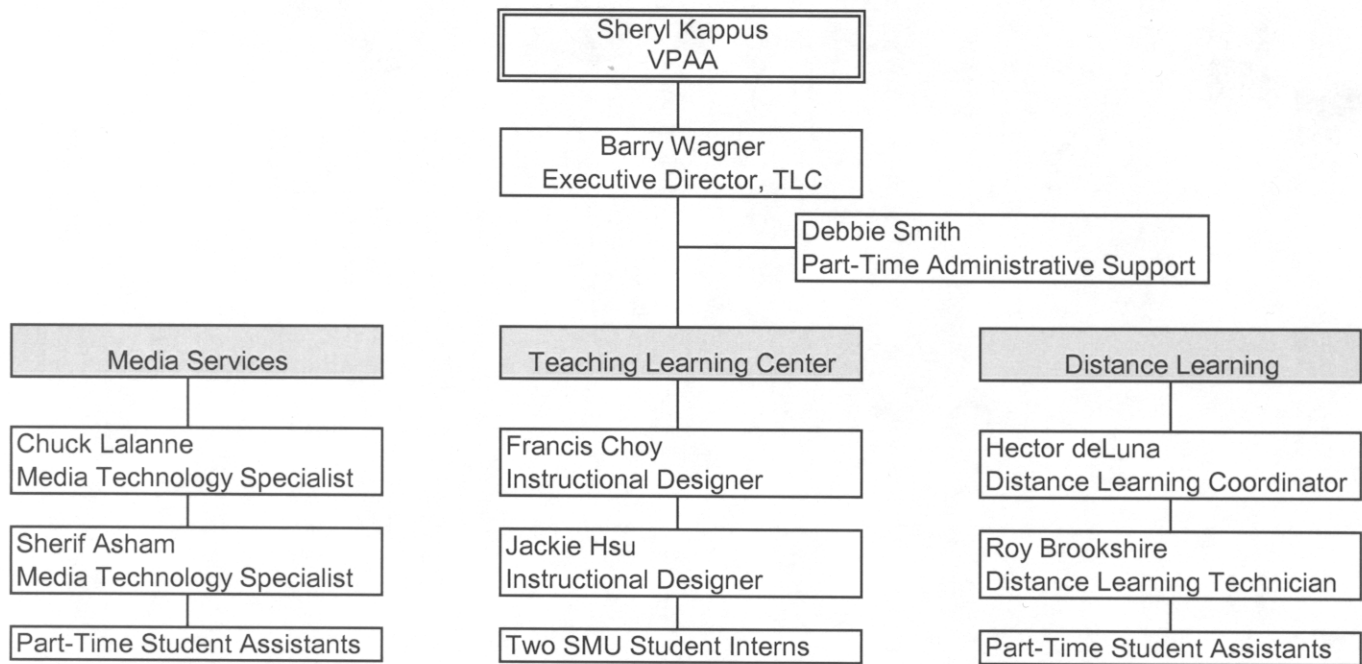 Sheryl Kappus
VPAA
Barry Wagner
Executive Director, TLC
Debbie Smith
Part-Time Administrative Support
Media Services
Teaching Learning Center
Distance Learning
Chuck Lalanne
Media Technology Specialist
Francis Choy
Instructional Designer
Hector deLuna
Distance Learning Coordinator
Sherif Asham
Media Technology Specialist
Jackie Hsu
Instructional Designer
Roy Brookshire
Distance Learning Technician
Part-Time Student Assistants
Two SMU Student Interns
Part-Time Student Assistants